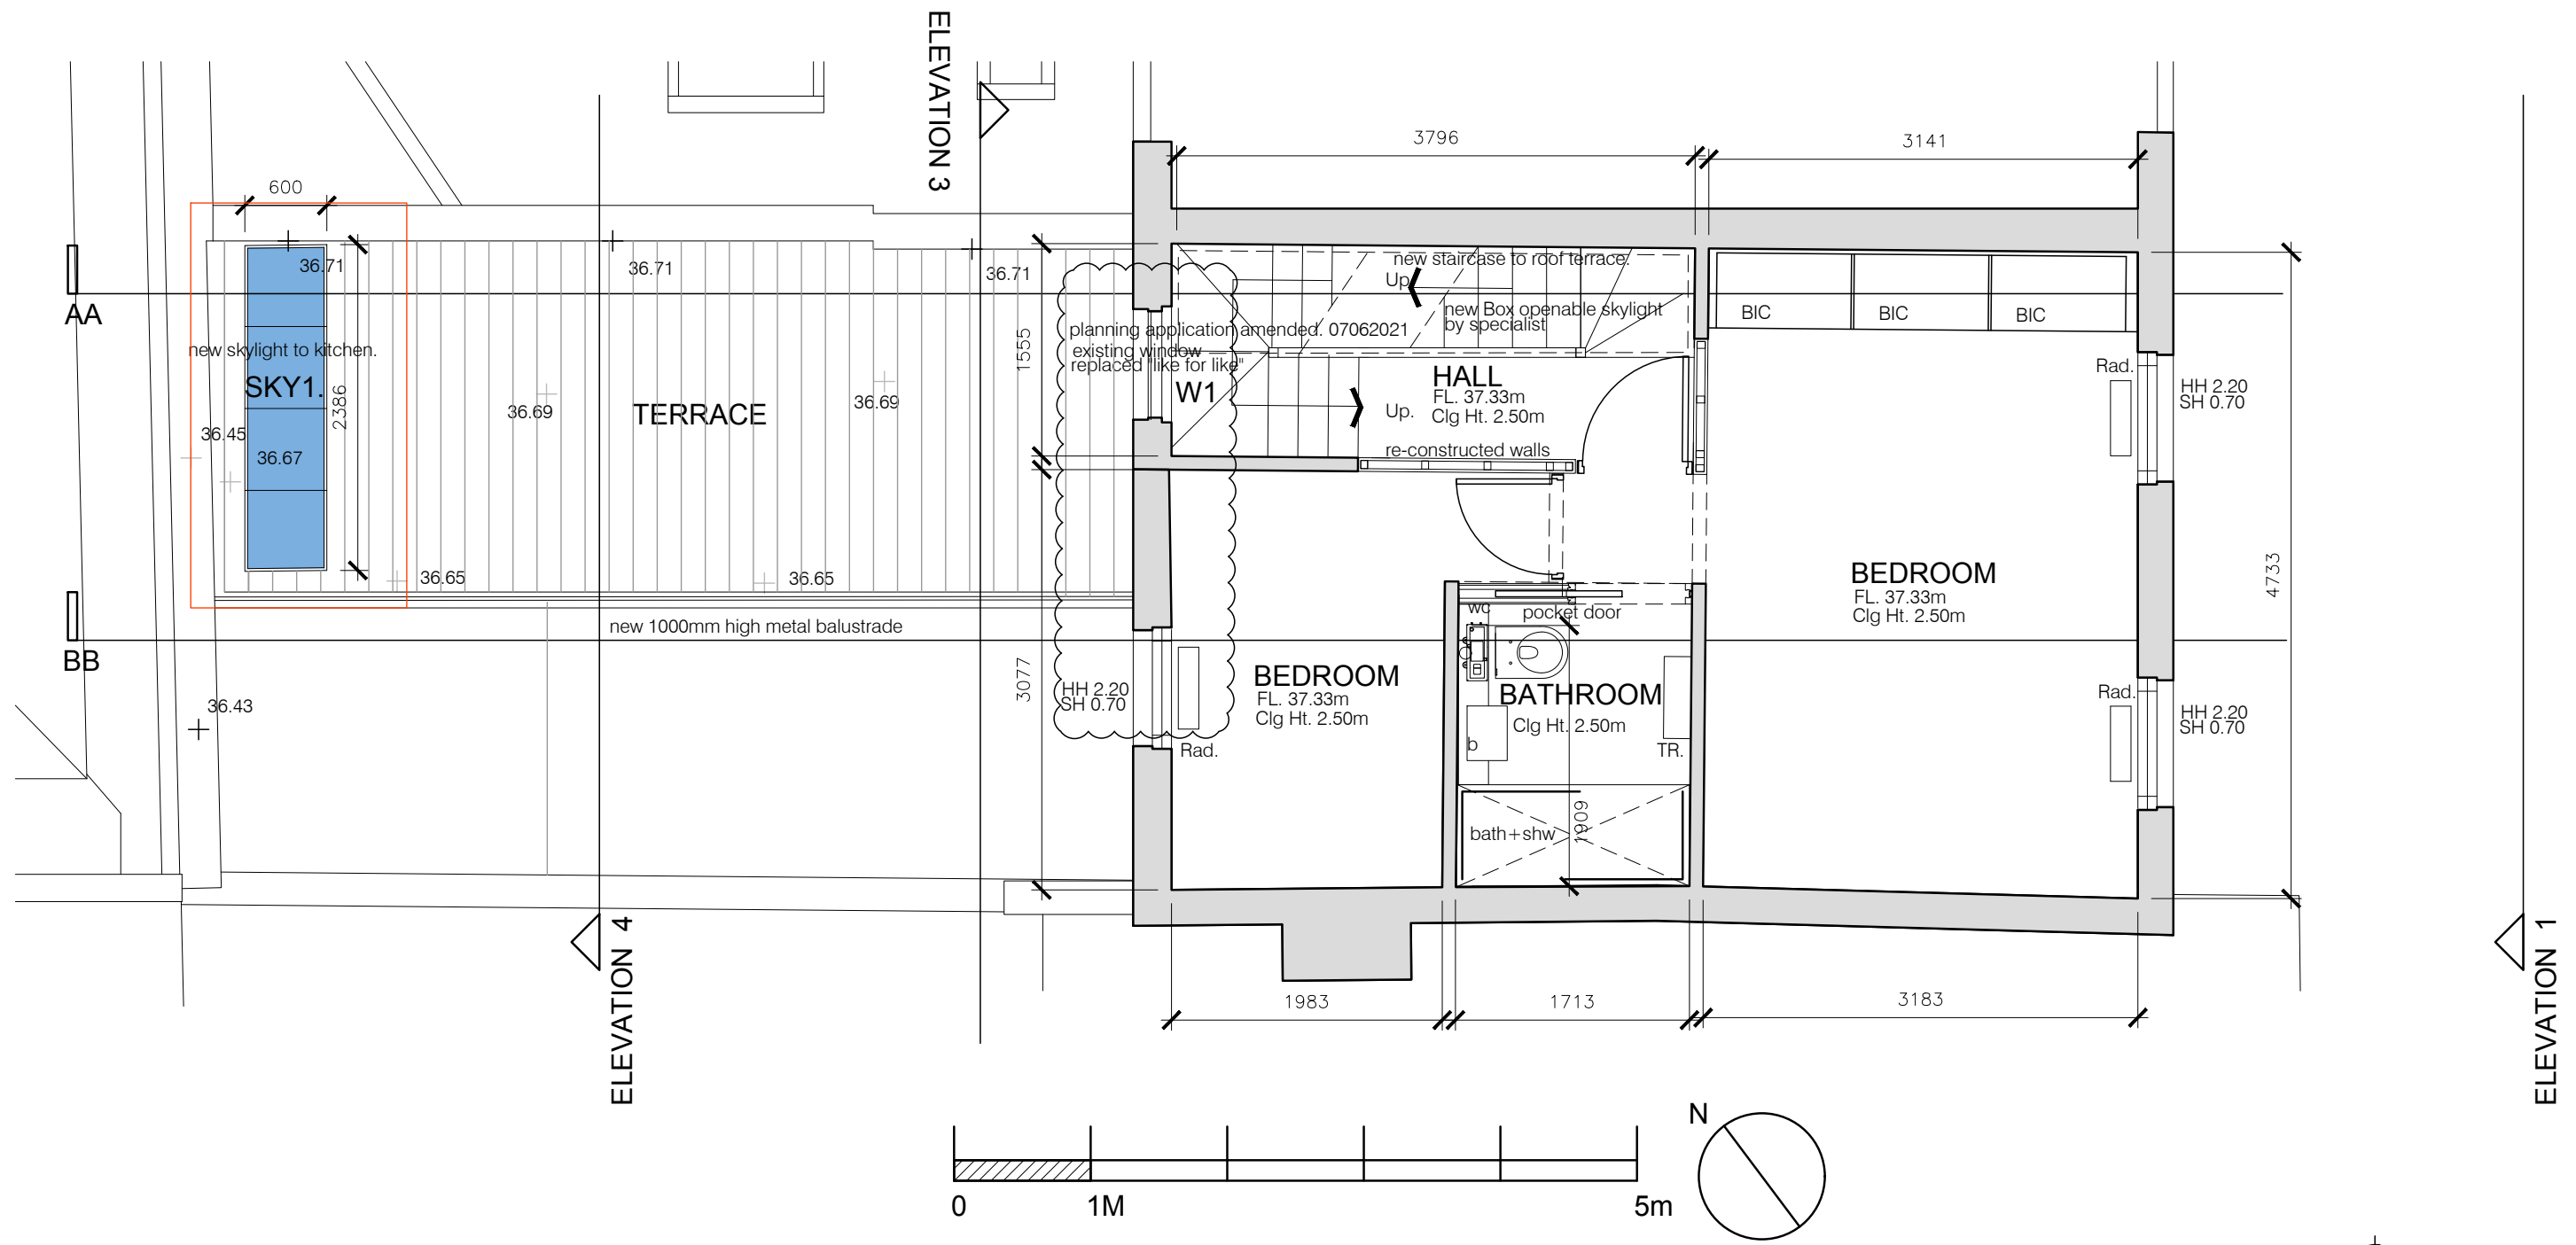 ELEVATION 3
3796
3141
600
36.71
36.71
36.71
new staircase to roof terrace.
Up.
AA
new Box openable skylight
by specialist
BIC
BIC
BIC
planning application amended. 07062021
existing window
replaced "like for like"
W1
1555
new skylight to kitchen.
SKY1.
2386
TERRACE
36.69
36.69
HALL
FL. 37.33m
Clg Ht. 2.50m
Up.
re-constructed walls
Rad.
HH 2.20
SH 0.70
36.45
36.67
36.65
36.65
BEDROOM
FL. 37.33m
Clg Ht. 2.50m
4733
new 1000mm high metal balustrade
wc
pocket door
BB
3077
HH 2.20
SH 0.70
BEDROOM
FL. 37.33m
Clg Ht. 2.50m
BATHROOM
Clg Ht. 2.50m
Rad.
HH 2.20
SH 0.70
36.43
Rad.
b
TR.
bath+shw
1909
ELEVATION 4
ELEVATION 1
1983
1713
3183
N
0
1M
5m